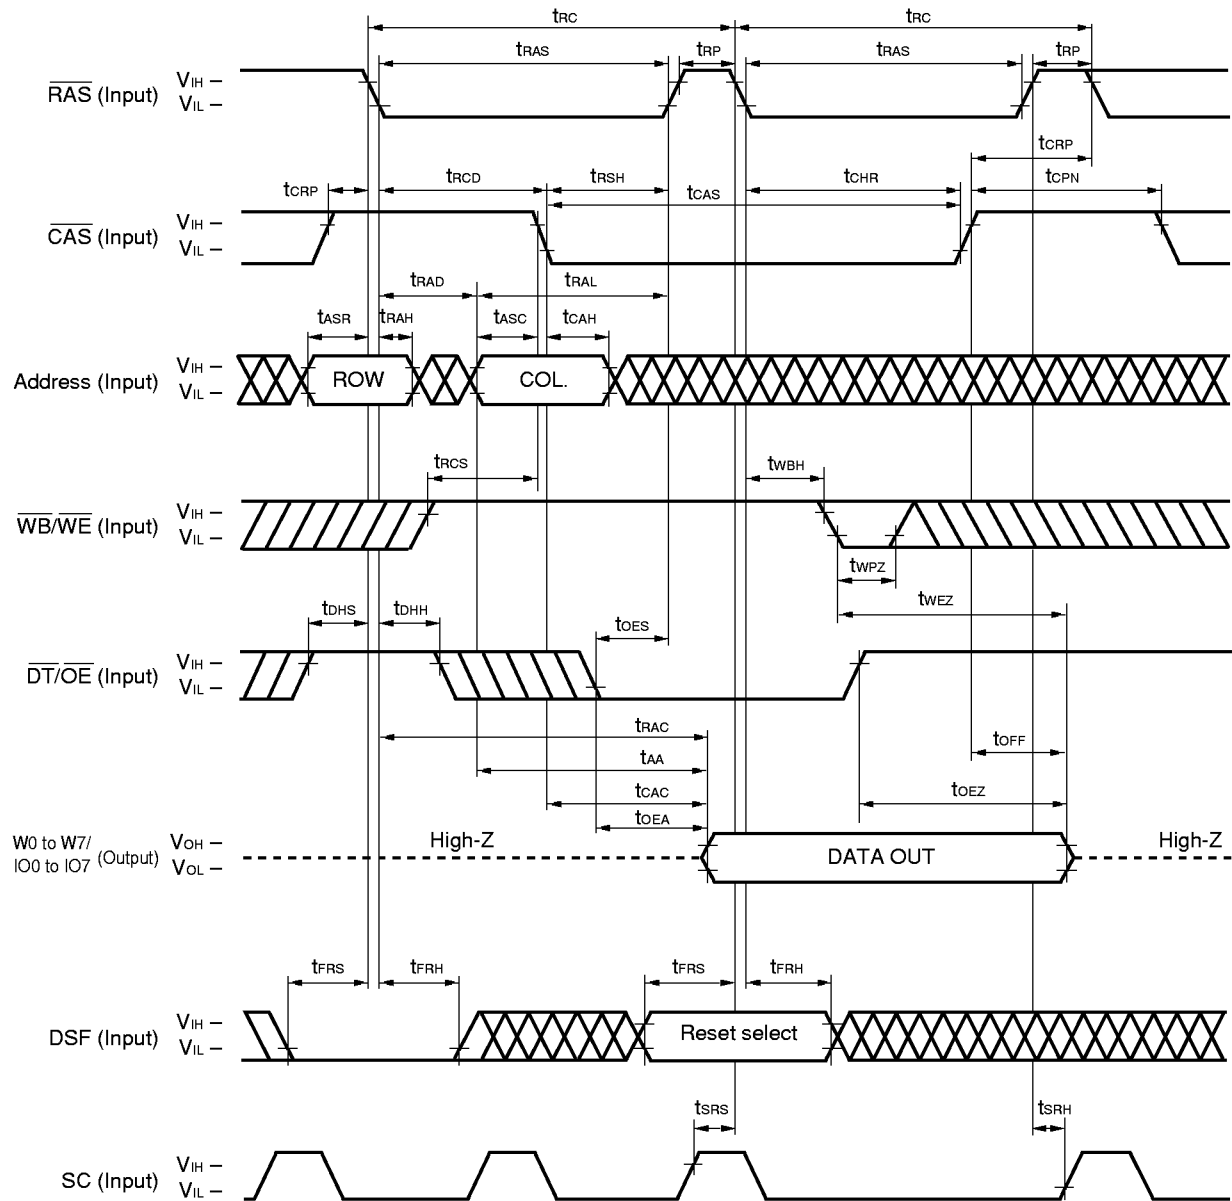 tRC tRC
tRAS tRP tRAS tRP
RAS (Input) VIH –
VIL –
tCRP
tCRP tRCD tRSH tCHR tCPN
tCAS
CAS (Input) VIH –
VIL –
tRAD tRAL
tASR tRAH tASC tCAH
Address (Input) VIH –
VIL –
ROW COL.
tRCS tWBH
WB/WE (Input) VIH –
VIL –
tWPZ
tWEZ
tDHS tDHH tOES
DT/OE (Input) VIH –
VIL –
tRAC
tOFF
tAA
tOEZ
tCAC
tOEA
W0 to W7/
IO0 to IO7 (Output) VOH –
VOL –
High-Z DATA OUT High-Z
tFRS tFRH tFRS tFRH
DSF (Input) VIH –
VIL –
Reset select
tSRS tSRH
SC (Input) VIH –
VIL –